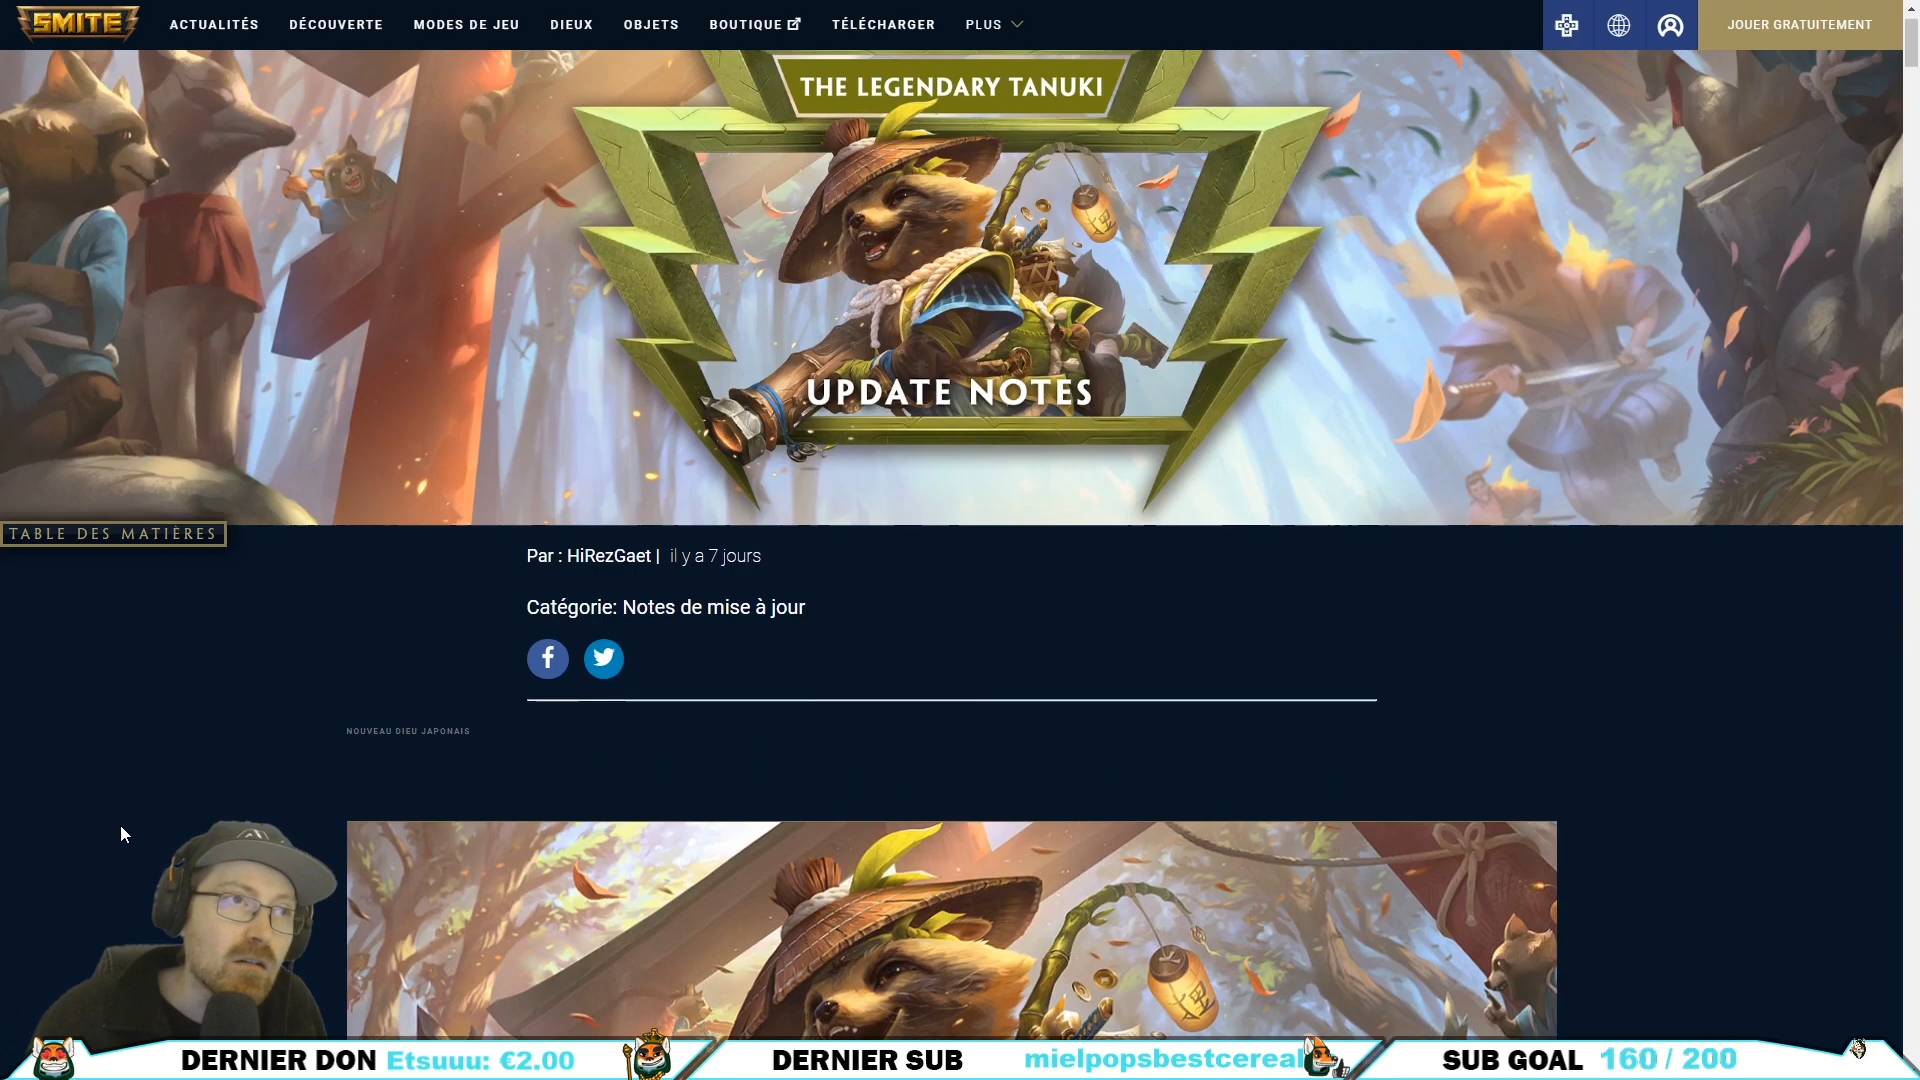 SMITE
ACTUALITÉS DÉCOUVERTE MODES DE JEU DIEUX OBJETS BOUTIQUE TÉLÉCHARGER PLUS JOUER GRATUITEMENT
THE LEGENDARY TANUKI
UPDATE NOTES
TABLE DES MATIÈRES
Par : HiRezGaet | il y a 7 jours
Catégorie: Notes de mise à jour
NOUVEAU DIEU JAPONAIS
DERNIER DON Etsuuu: €2.00 DERNIER SUB mielpopsbestcereal SUB GOAL 160 / 200